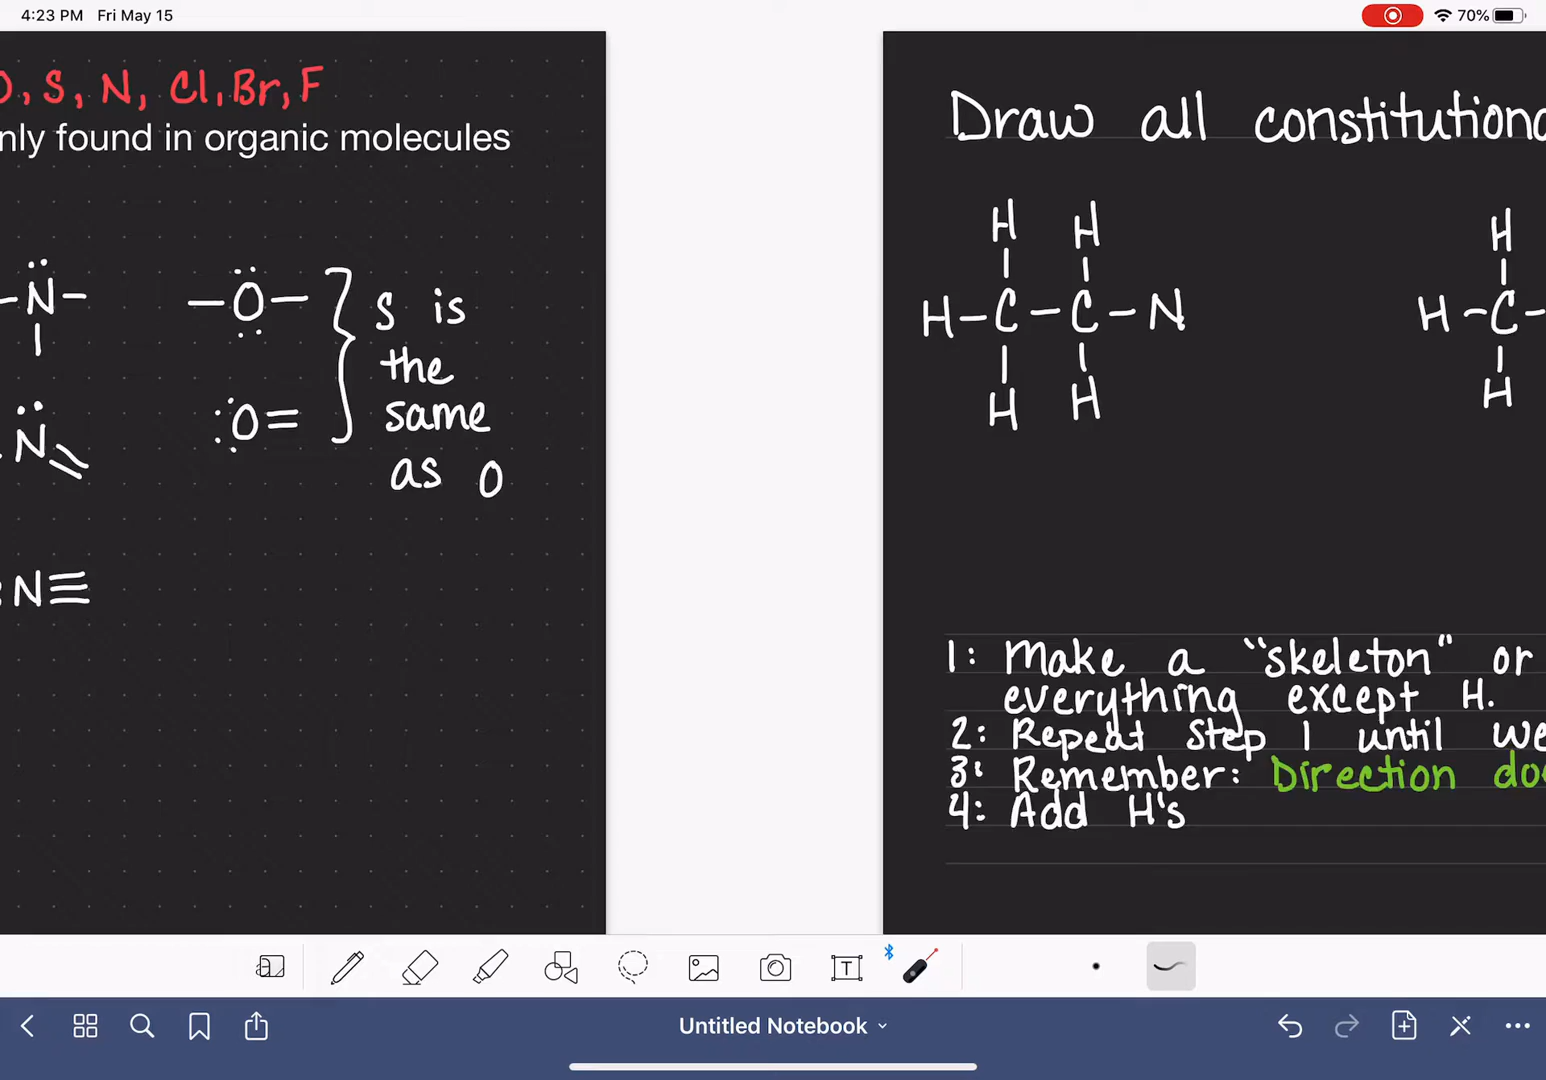 4:23 PM Fri May 15
70%
O, S, N, Cl, Br, F
nly found in organic molecules
–N–
–O–
S is
the
same
as O
O=
N
N≡
Draw all constitutiona
H H
H–C–C–N
H H
H
H–C–
H
1: Make a "skeleton" or
everything except H.
2: Repeat step 1 until we
3: Remember: Direction doe
4: Add H's
T
Untitled Notebook